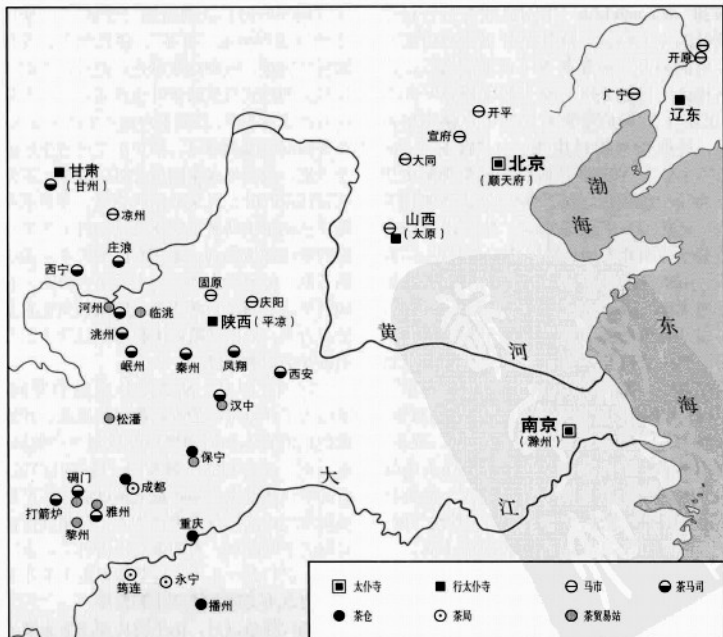 开原
广宁
辽东
开平
宣府
大同
北京
（顺天府）
渤
海
甘肃
（甘州）
凉州
山西
（太原）
庄浪
西宁
固原
庆阳
河州
临洮
陕西（平凉）
洮州
黄
河
东
海
岷州
秦州
凤翔
西安
汉中
松潘
南京
（滁州）
保宁
碉门
成都
大
江
打箭炉
雅州
黎州
重庆
筠连
永宁
播州
太仆寺
行太仆寺
马市
茶马司
茶仓
茶局
茶贸易站